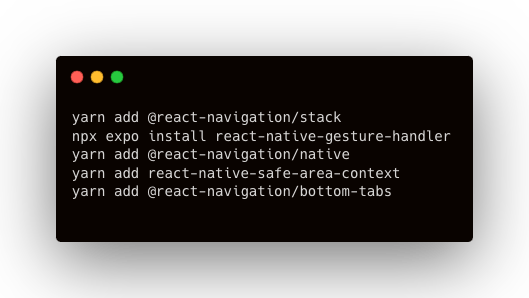 yarn add @react-navigation/stack
npx expo install react-native-gesture-handler
yarn add @react-navigation/native
yarn add react-native-safe-area-context
yarn add @react-navigation/bottom-tabs